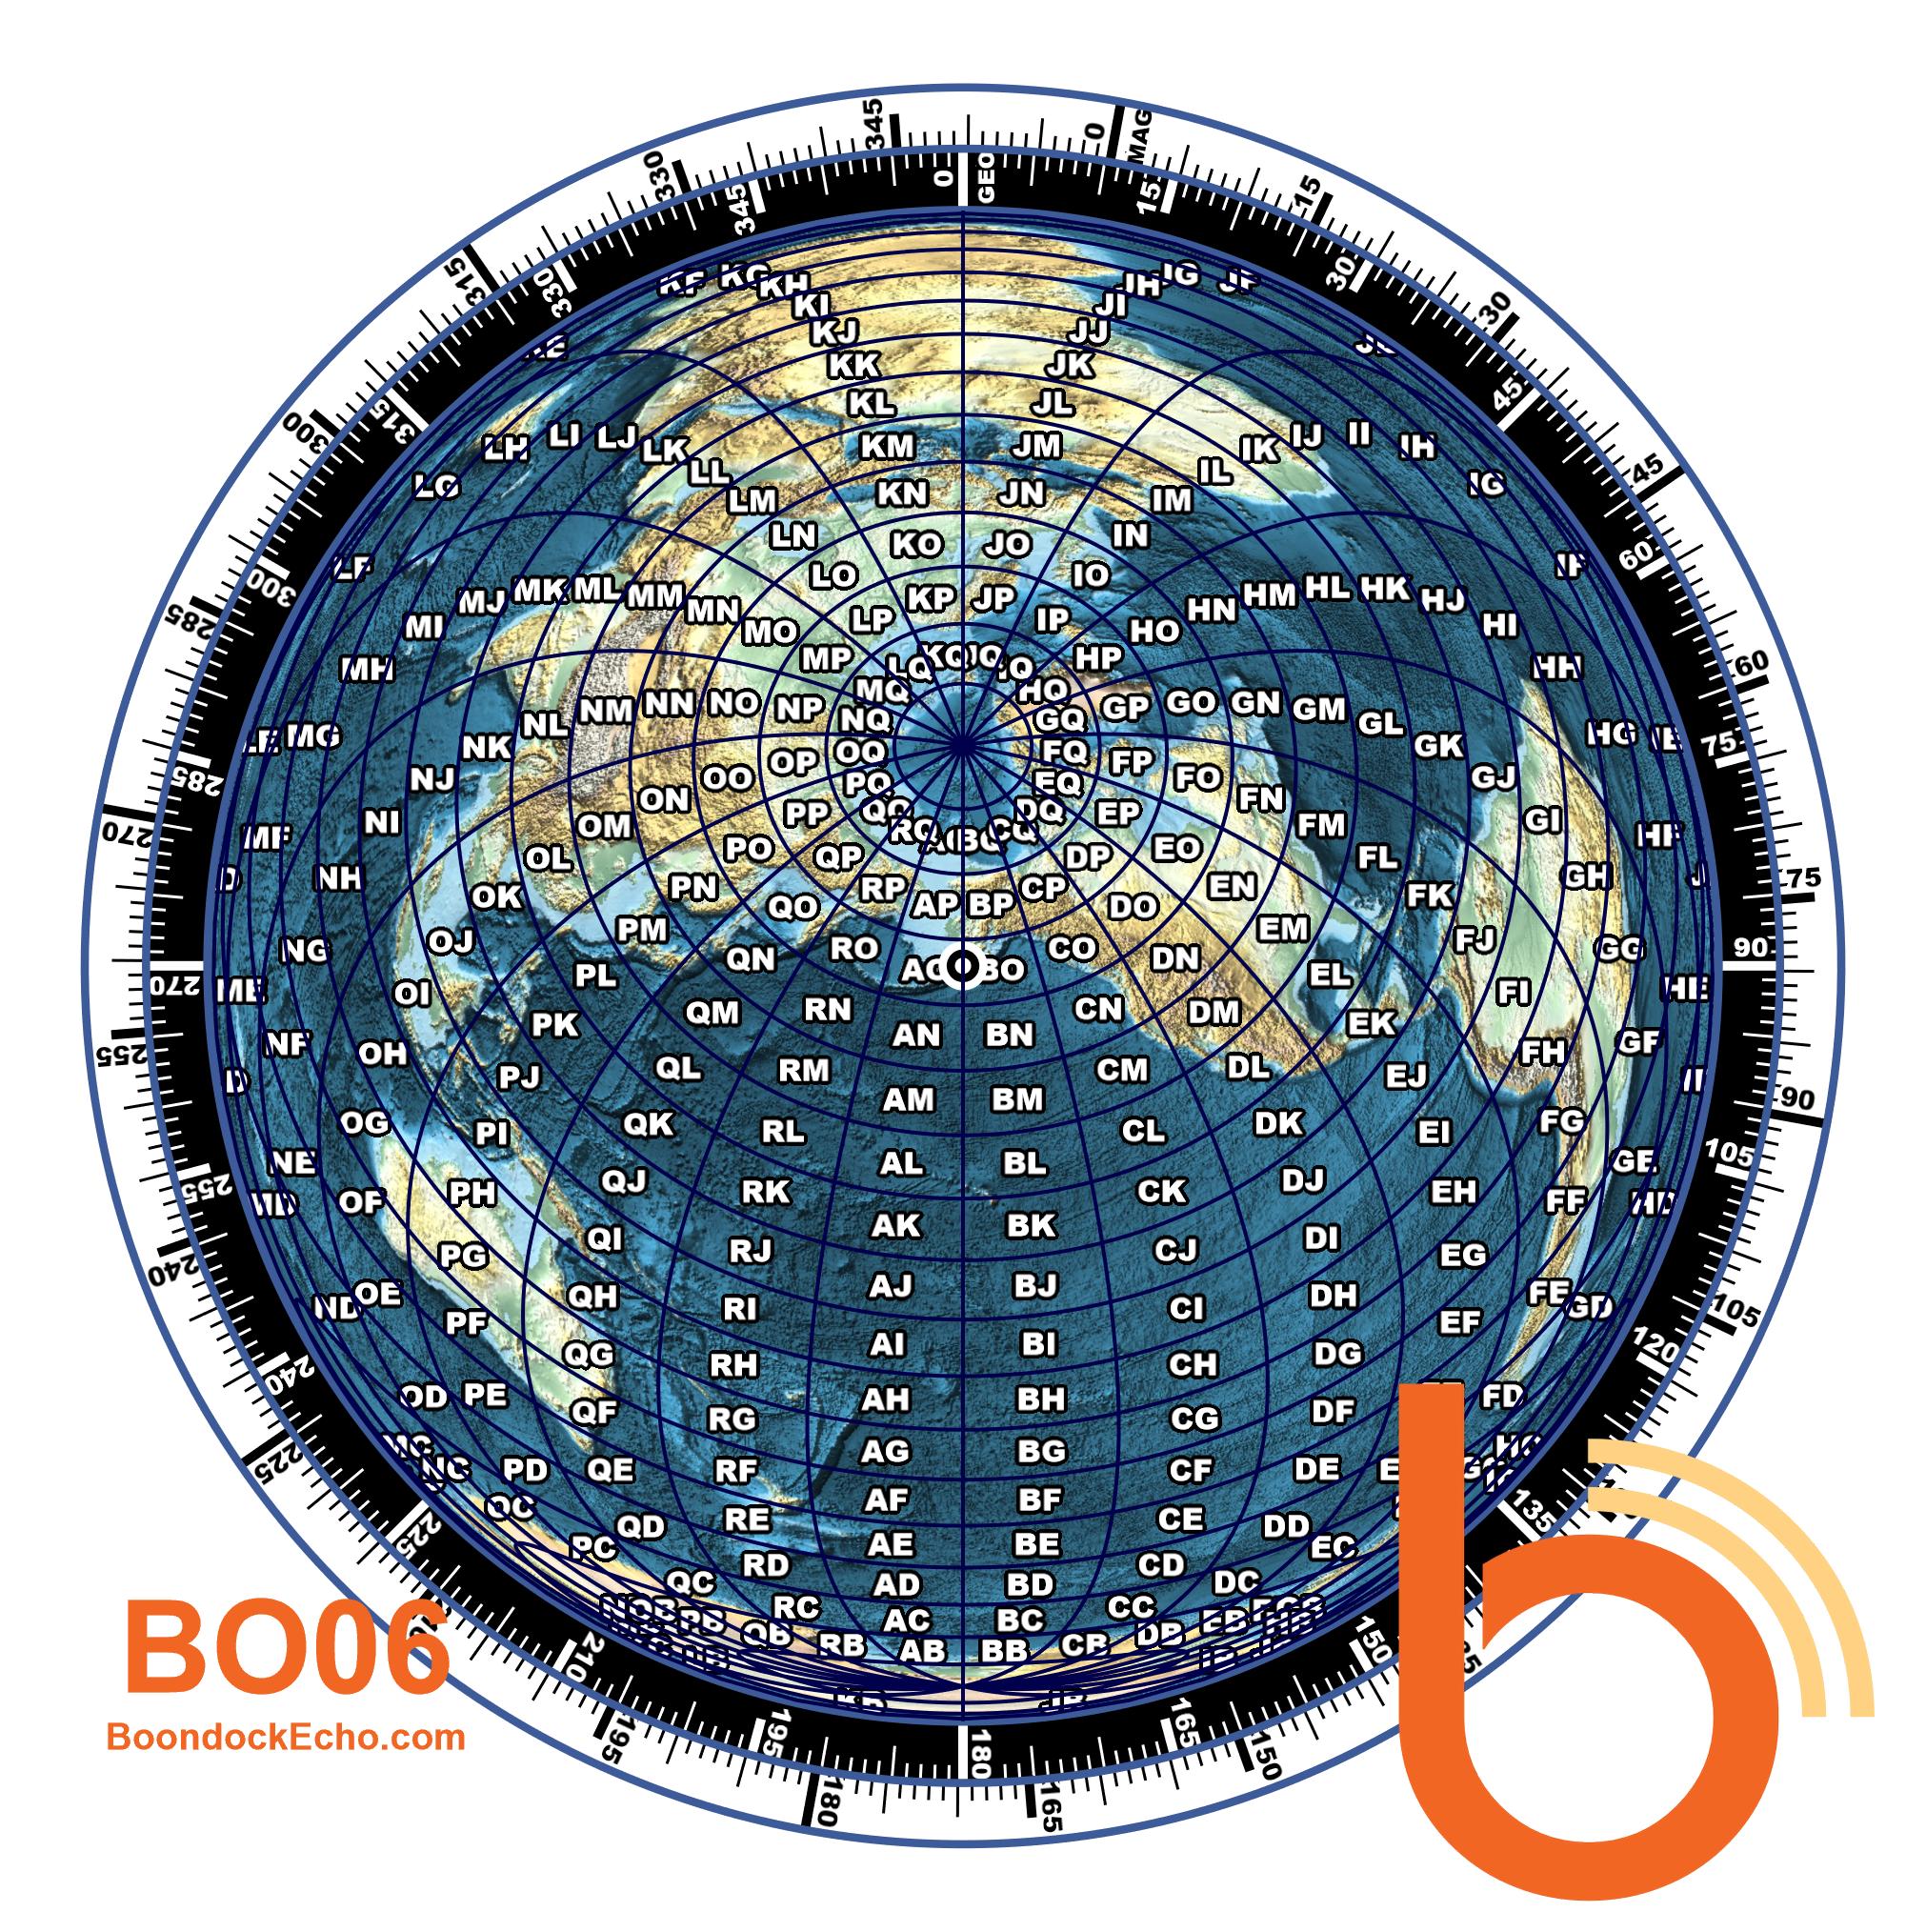 345 0 MAG
330 345 0 GEO 15 15
315 330 30 30
KF KG KH JH IG JF
KI JI
KJ JJ
KK JK
300 315 KL JL 45 45
LH LI LJ LK KM JM IK IJ II IH
LG LL IL IG
LM KN JN IM
LN KO JO IN
285 300 LF LO IO IF 60 60
MJ MK ML MM MN LP KP JP IP HO HN HM HL HK HJ
MI MO HI
MH MP LQ KQ JQ IQ HP HH
MQ HQ
NM NN NO NP GP GO GN GM
270 285 MG NL NQ GQ GL HG 75 75
NK OQ FQ GK
NJ OO OP PQ EQ FP FO GJ
ON QQ DQ FN
MF NI OM PP RQ BQ CQ EP FM GI HF
OL PO QP DP EO FL
NH OK PN RP CP EN FK GH
QO AP BP DO
NG OJ PM RO CO EM FJ GG 90 90
QN DN
270 ME OI PL AO BO EL FI HE
QM RN CN DM
255 NF OH PK AN BN EK FH GF
PJ QL RM CM DL EJ
AM BM
OG PI QK RL CL DK EI FG
255 NE AL BL GE 105 105
OF PH QJ RK CK DJ EH FF HD
240 QI AK BK DI
PG RJ CJ EG
240 ND OE QH RI AJ BJ CI DH FE GD
PF EF
QG RH AI BI CH DG 120
OD PE QF RG AH BH CG DF FD
225 225 MC NC PD QE RF AG BG CF DE HC 135
OC QD RE AF BF CE DD
PC RD AE BE CD EC
QC RC AD BD CC DC
PB QB RB AC BC CB DB EB
AB BB
210 195 195 180 180 165 165 150 150
BO06
BoondockEcho.com
b